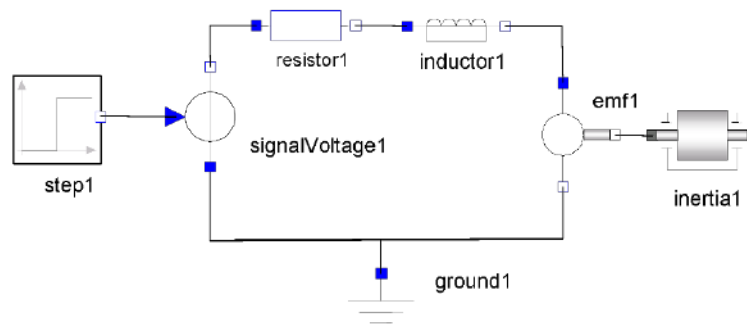 resistor1
inductor1
emf1
signalVoltage1
step1
inertia1
ground1